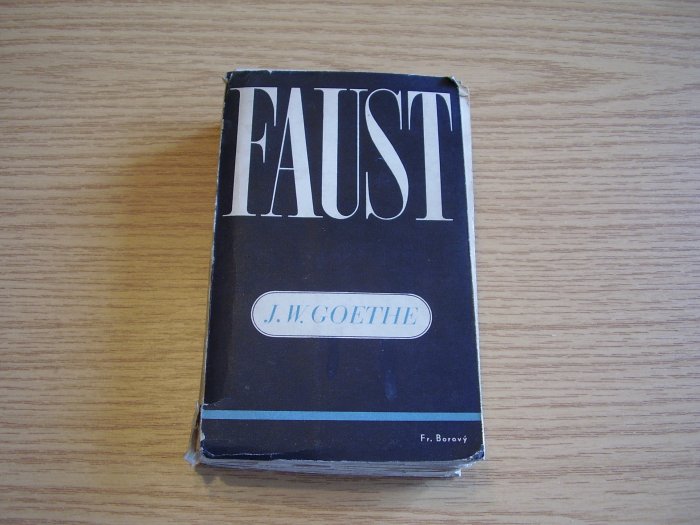 FAUST
J. W. GOETHE
Fr. Borový